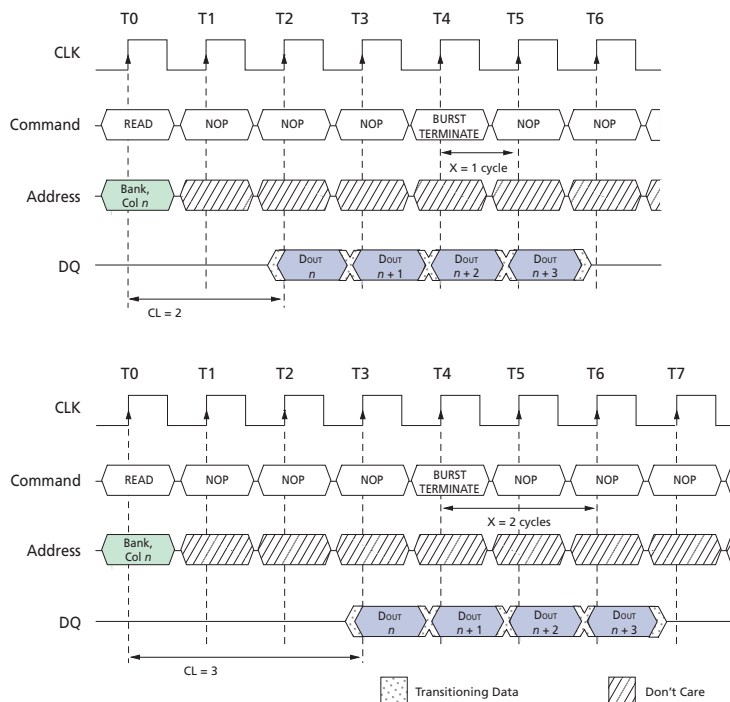 T0 T1 T2 T3 T4 T5 T6
CLK
Command READ NOP NOP NOP BURST TERMINATE NOP NOP
X = 1 cycle
Address Bank, Col n
DQ DOUT n DOUT n + 1 DOUT n + 2 DOUT n + 3
CL = 2
T0 T1 T2 T3 T4 T5 T6 T7
CLK
Command READ NOP NOP NOP BURST TERMINATE NOP NOP NOP
X = 2 cycles
Address Bank, Col n
DQ DOUT n DOUT n + 1 DOUT n + 2 DOUT n + 3
CL = 3
Transitioning Data Don't Care